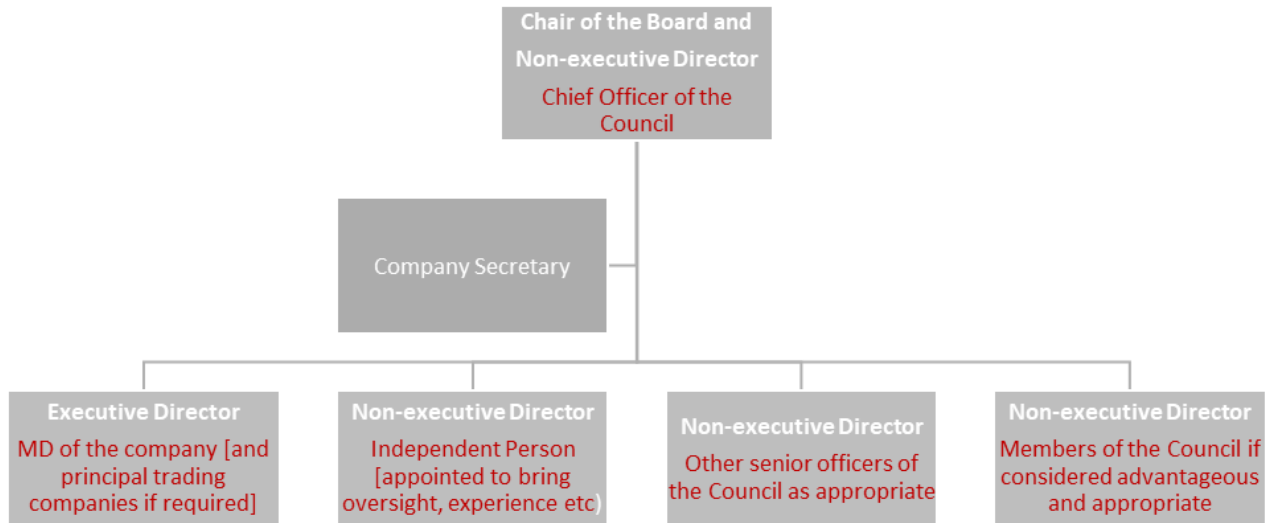 Chair of the Board and
Non-executive Director
Chief Officer of the
Council
Company Secretary
Executive Director
MD of the company [and
principal trading
companies if required]
Non-executive Director
Independent Person
[appointed to bring
oversight, experience etc)
Non-executive Director
Other senior officers of
the Council as appropriate
Non-executive Director
Members of the Council if
considered advantageous
and appropriate